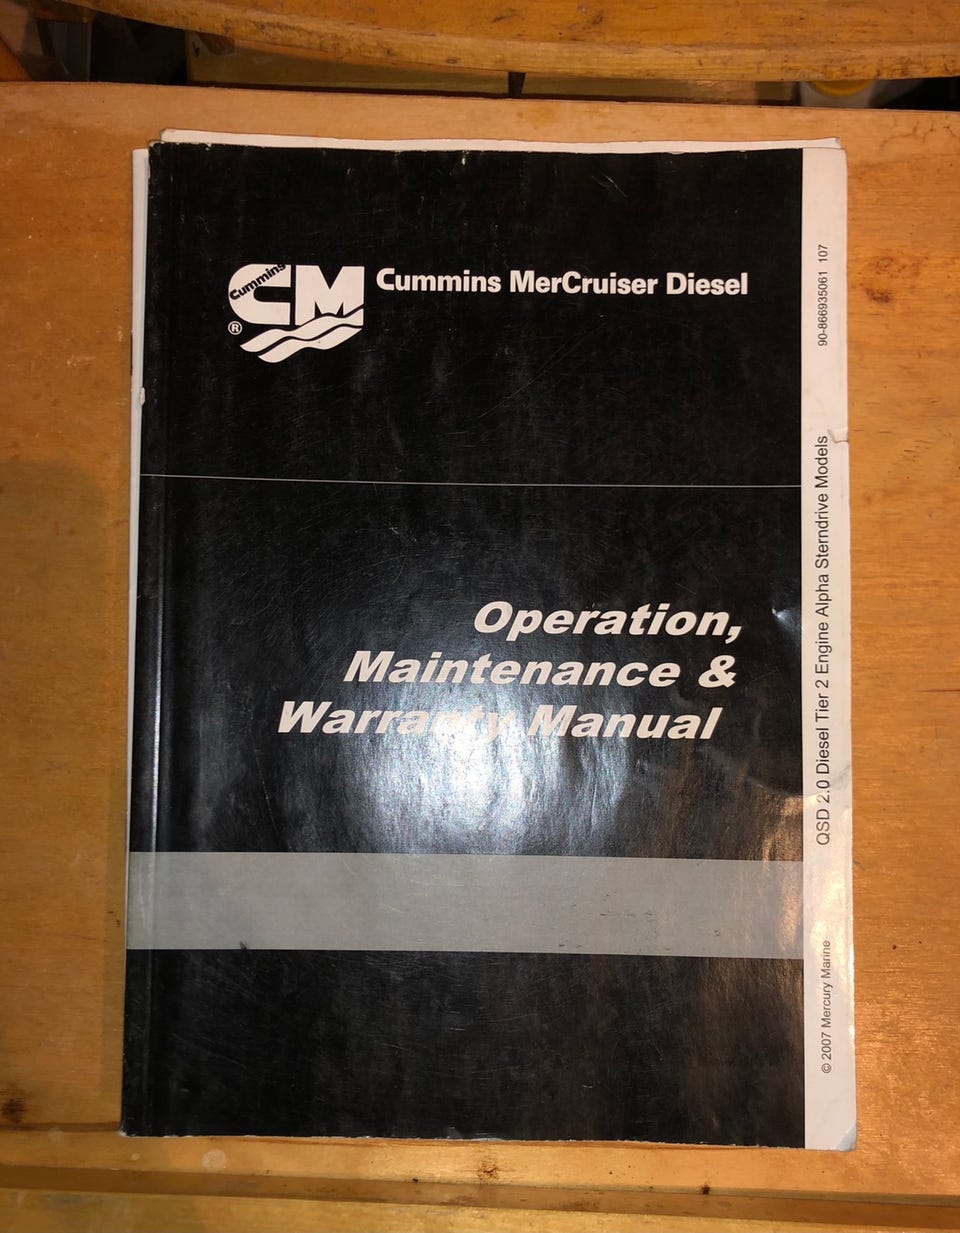 Cummins
CM
®
Cummins MerCruiser Diesel
Operation,
Maintenance &
Warranty Manual
90-866935061 107
QSD 2.0 Diesel Tier 2 Engine Alpha Sterndrive Models
© 2007 Mercury Marine